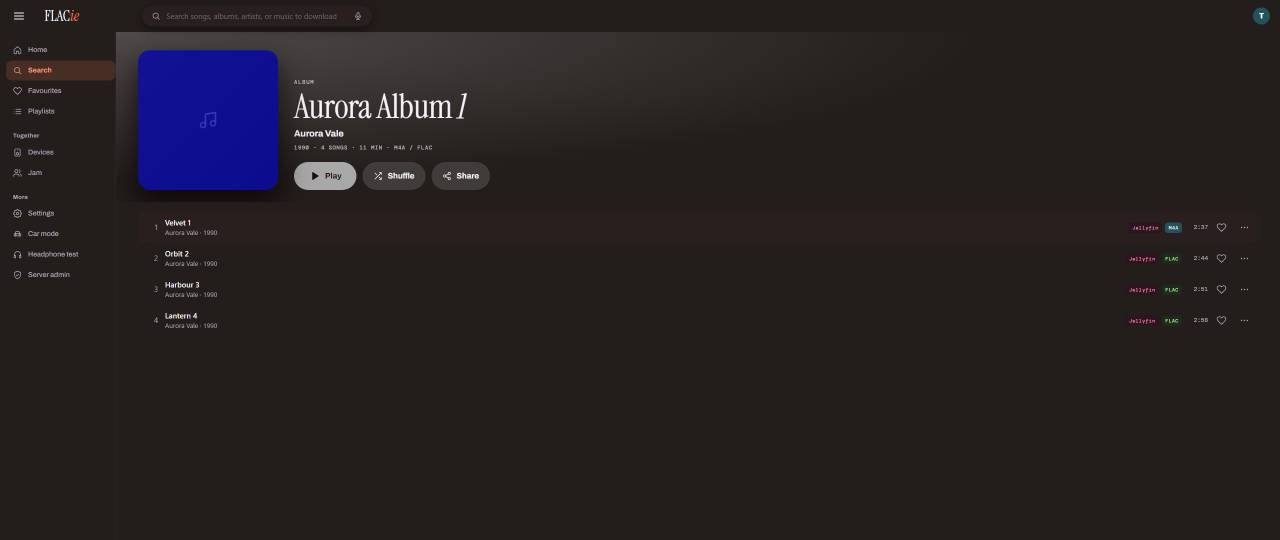 FLACie
Search songs, albums, artists, or music to download
T
Home
Search
Favourites
Playlists
Together
Devices
Jam
More
Settings
Car mode
Headphone test
Server admin
ALBUM
Aurora Album 1
Aurora Vale
1990 · 4 SONGS · 11 MIN · M4A / FLAC
Play
Shuffle
Share
1 Velvet 1 Jellyfin M4A 2:37
Aurora Vale · 1990
2 Orbit 2 Jellyfin FLAC 2:44
Aurora Vale · 1990
3 Harbour 3 Jellyfin FLAC 2:51
Aurora Vale · 1990
4 Lantern 4 Jellyfin FLAC 2:58
Aurora Vale · 1990